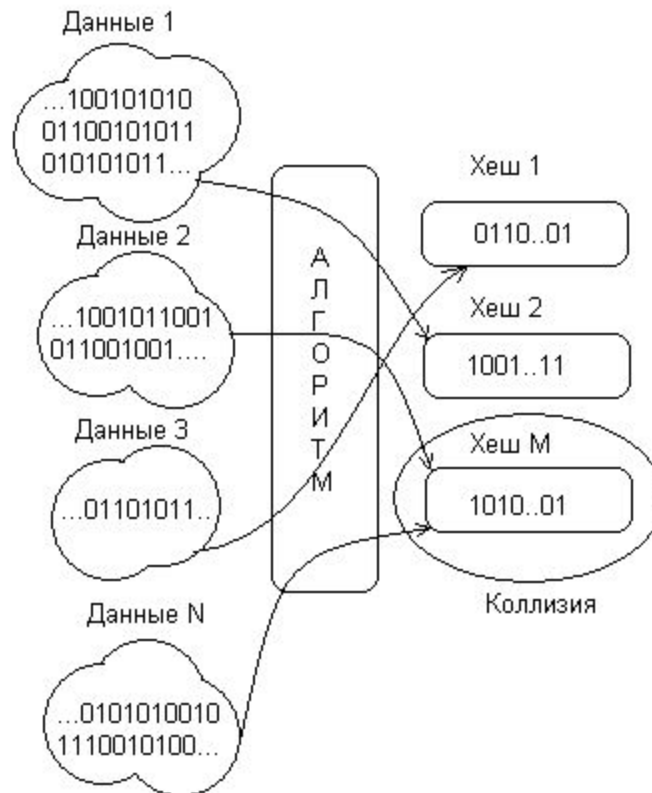 Данные 1
...100101010
01100101011
010101011...
Данные 2
...1001011001
011001001....
Данные 3
...01101011..
Данные N
...0101010010
1110010100...
АЛГОРИТМ
Хеш 1
0110..01
Хеш 2
1001..11
Хеш М
1010..01
Коллизия